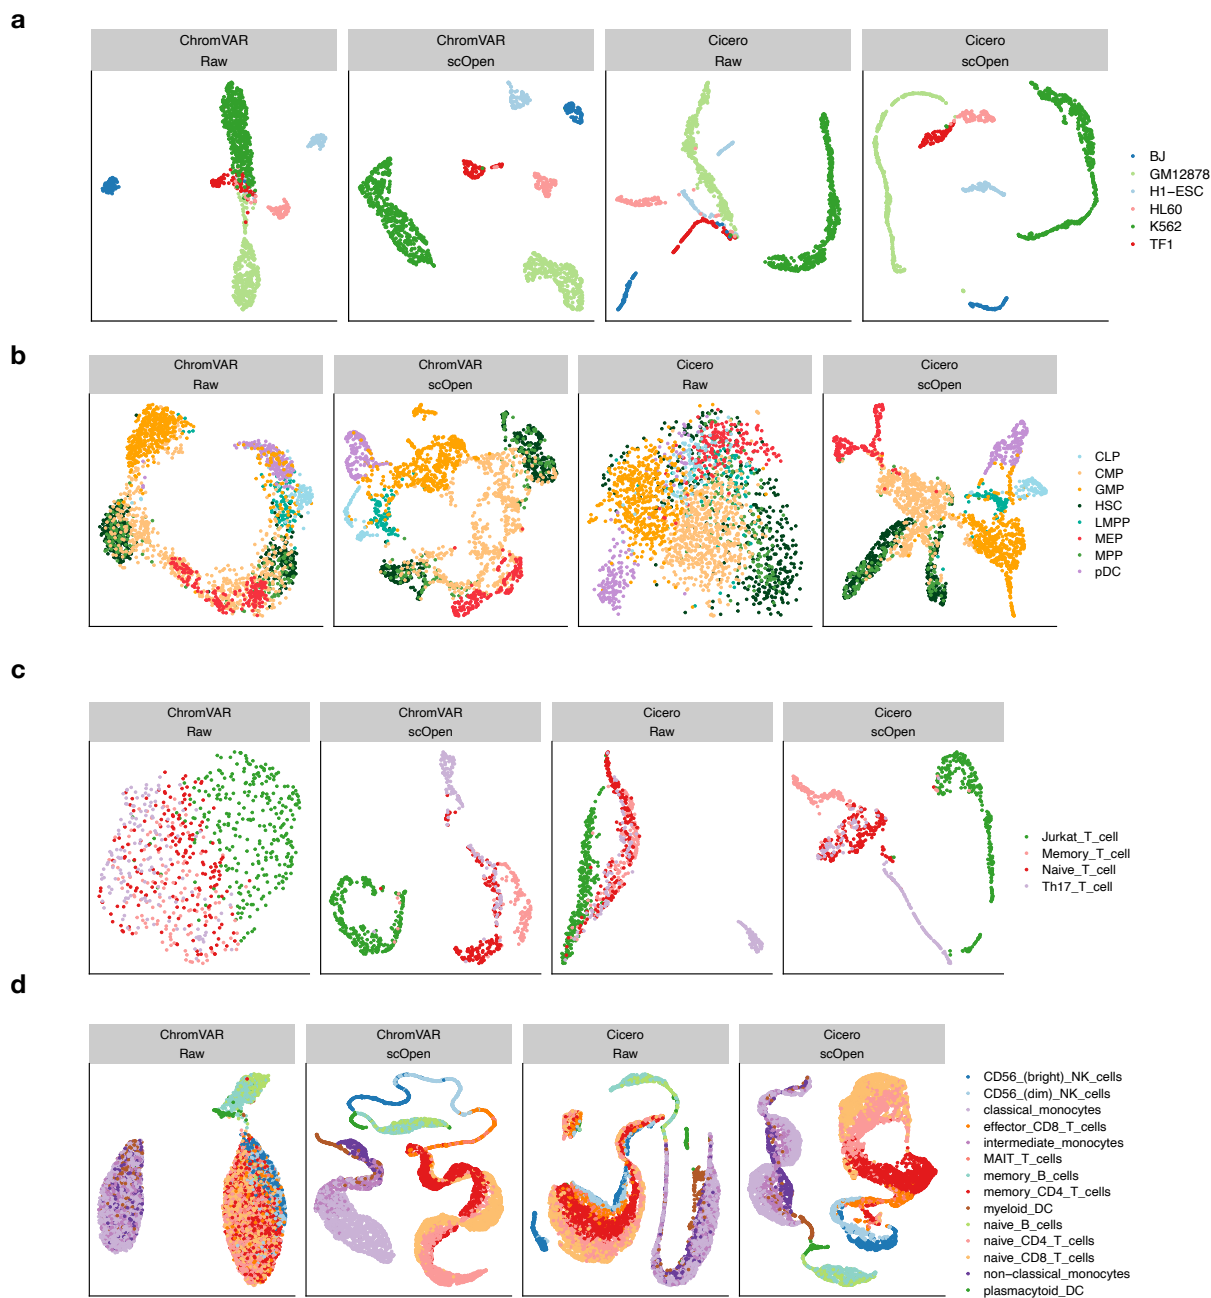 a
ChromVAR
Raw
ChromVAR
scOpen
Cicero
Raw
Cicero
scOpen
BJ
GM12878
H1−ESC
HL60
K562
TF1
b
ChromVAR
Raw
ChromVAR
scOpen
Cicero
Raw
Cicero
scOpen
CLP
CMP
GMP
HSC
LMPP
MEP
MPP
pDC
c
ChromVAR
Raw
ChromVAR
scOpen
Cicero
Raw
Cicero
scOpen
Jurkat_T_cell
Memory_T_cell
Naive_T_cell
Th17_T_cell
d
ChromVAR
Raw
ChromVAR
scOpen
Cicero
Raw
Cicero
scOpen
CD56_(bright)_NK_cells
CD56_(dim)_NK_cells
classical_monocytes
effector_CD8_T_cells
intermediate_monocytes
MAIT_T_cells
memory_B_cells
memory_CD4_T_cells
myeloid_DC
naive_B_cells
naive_CD4_T_cells
naive_CD8_T_cells
non−classical_monocytes
plasmacytoid_DC